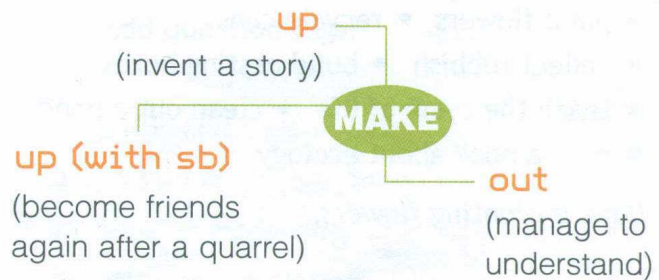 up
(invent a story)
MAKE
up (with sb)
(become friends
again after a quarrel)
out
(manage to
understand)